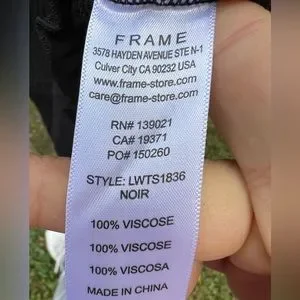 FRAME
3578 HAYDEN AVENUE STE N-1
Culver City CA 90232 USA
www.frame-store.com
care@frame-store.com
RN# 139021
CA# 19371
PO# 150260
STYLE: LWTS1836
NOIR
100% VISCOSE
100% VISCOSE
100% VISCOSA
MADE IN CHINA